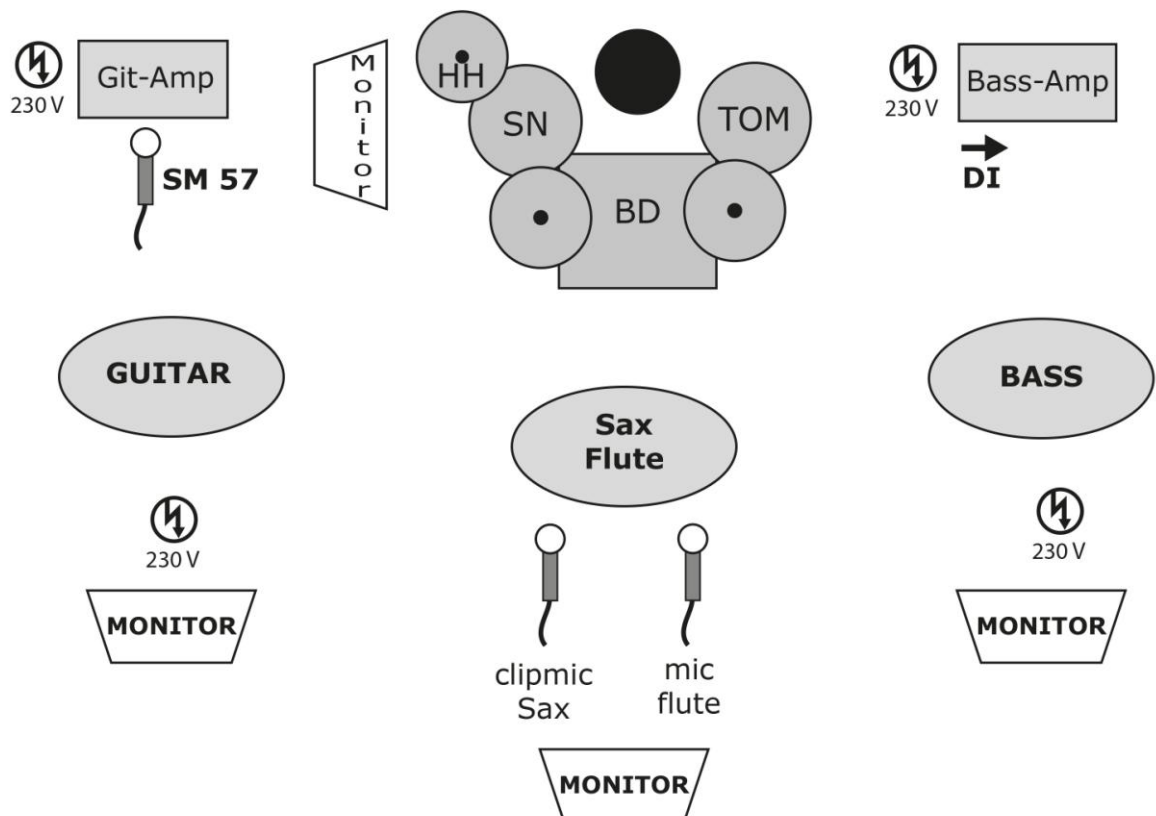 Git-Amp
230 V
SM 57
Monitor
HH
SN
TOM
BD
230 V
Bass-Amp
DI
GUITAR
Sax
Flute
BASS
230 V
230 V
MONITOR
clipmic
Sax
mic
flute
MONITOR
MONITOR